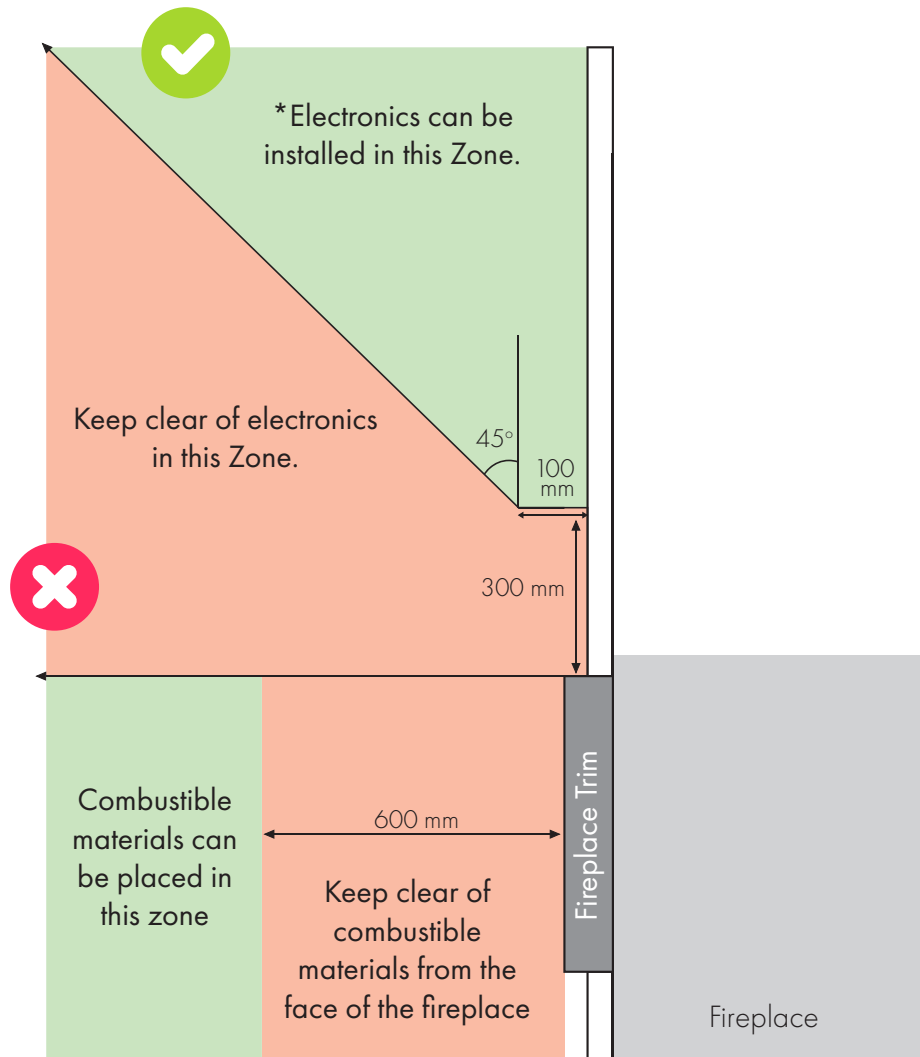 *Electronics can be
installed in this Zone.
Keep clear of electronics
in this Zone.
45°
100
mm
300 mm
Combustible
materials can
be placed in
this zone
600 mm
Keep clear of
combustible
materials from the
face of the fireplace
Fireplace Trim
Fireplace